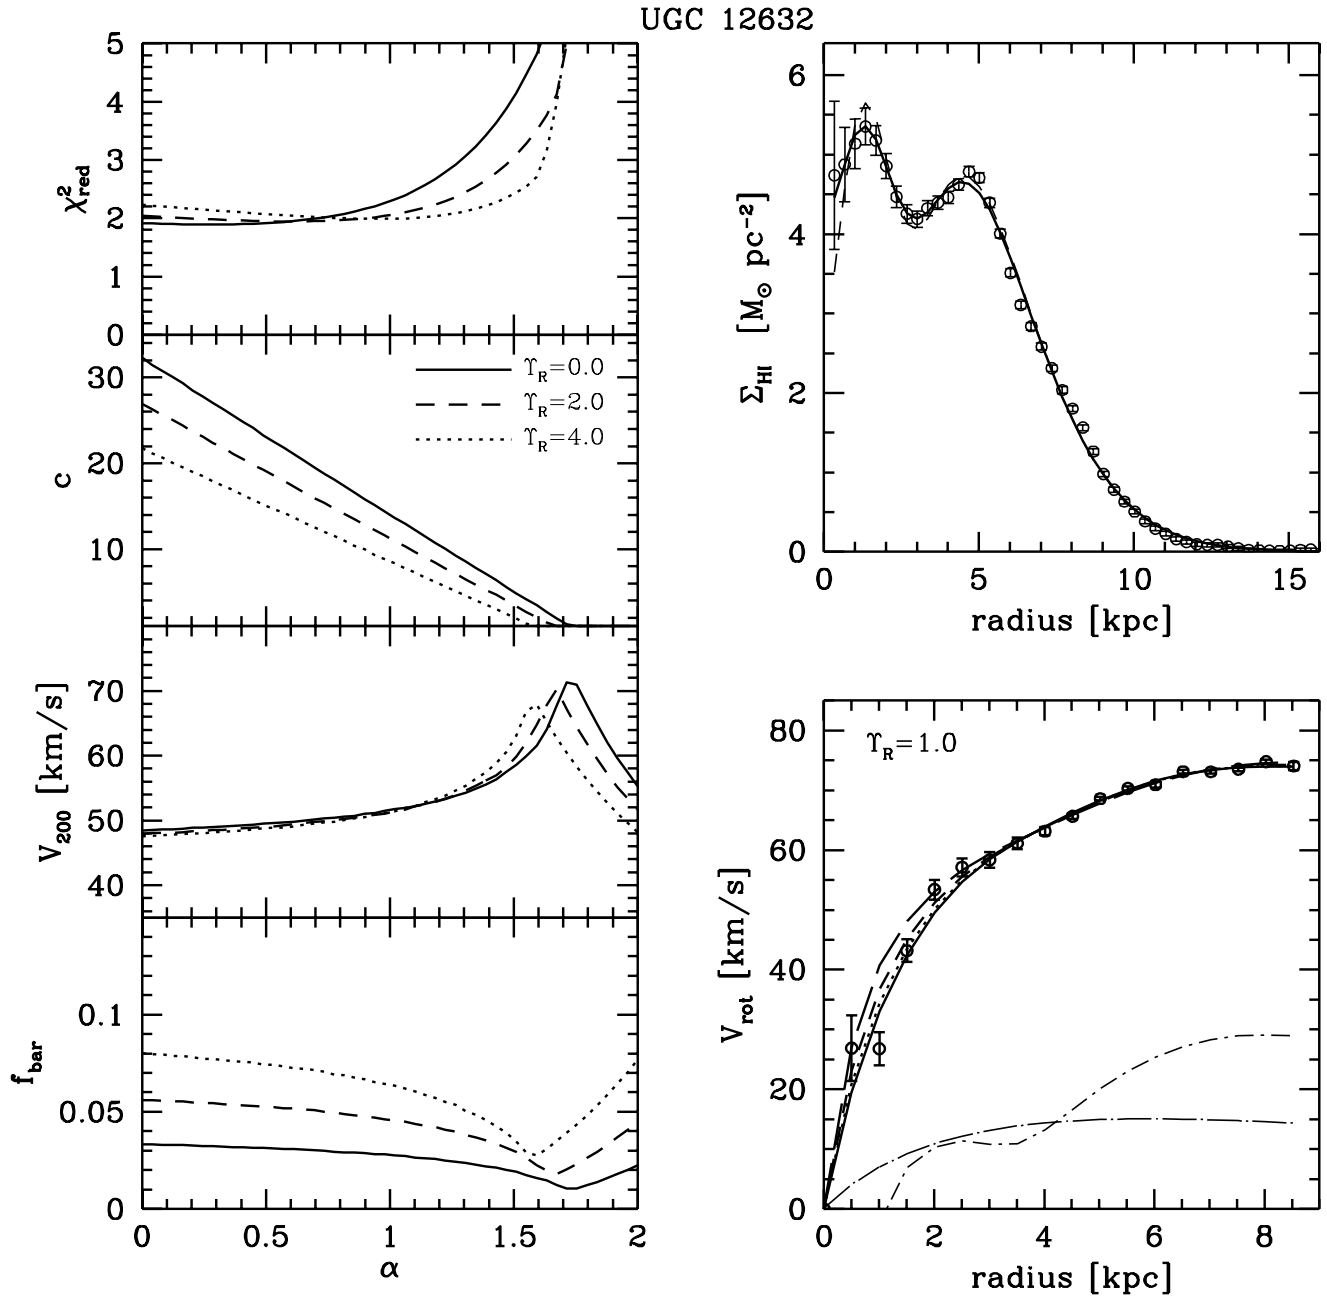 UGC 12632
5
4
3
2
1
0
χ²red
30
20
10
c
ϒR=0.0
ϒR=2.0
ϒR=4.0
70
60
50
40
V200 [km/s]
0.1
0.05
0
fbar
0 0.5 1 1.5 2
α
6
4
2
0
ΣHI [M⊙ pc−2]
0 5 10 15
radius [kpc]
ϒR=1.0
80
60
40
20
0
Vrot [km/s]
0 2 4 6 8
radius [kpc]